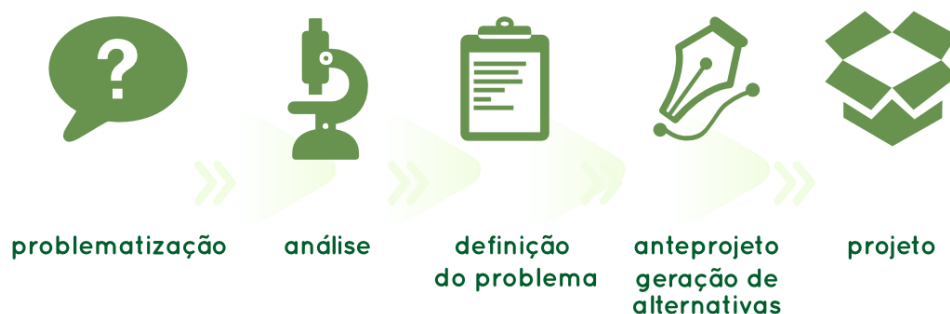 ?
problematização
análise
definição
do problema
anteprojeto
geração de
alternativas
projeto